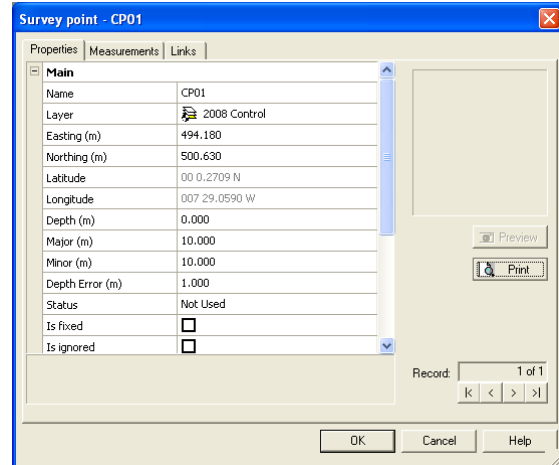 Survey point - CP01
Properties Measurements Links
Main
Name CP01
Layer 2008 Control
Easting (m) 494.180
Northing (m) 500.630
Latitude 00 0.2709 N
Longitude 007 29.0590 W
Depth (m) 0.000
Major (m) 10.000
Minor (m) 10.000
Depth Error (m) 1.000
Status Not Used
Is fixed
Is ignored
Preview
Print
Record: 1 of 1
OK Cancel Help